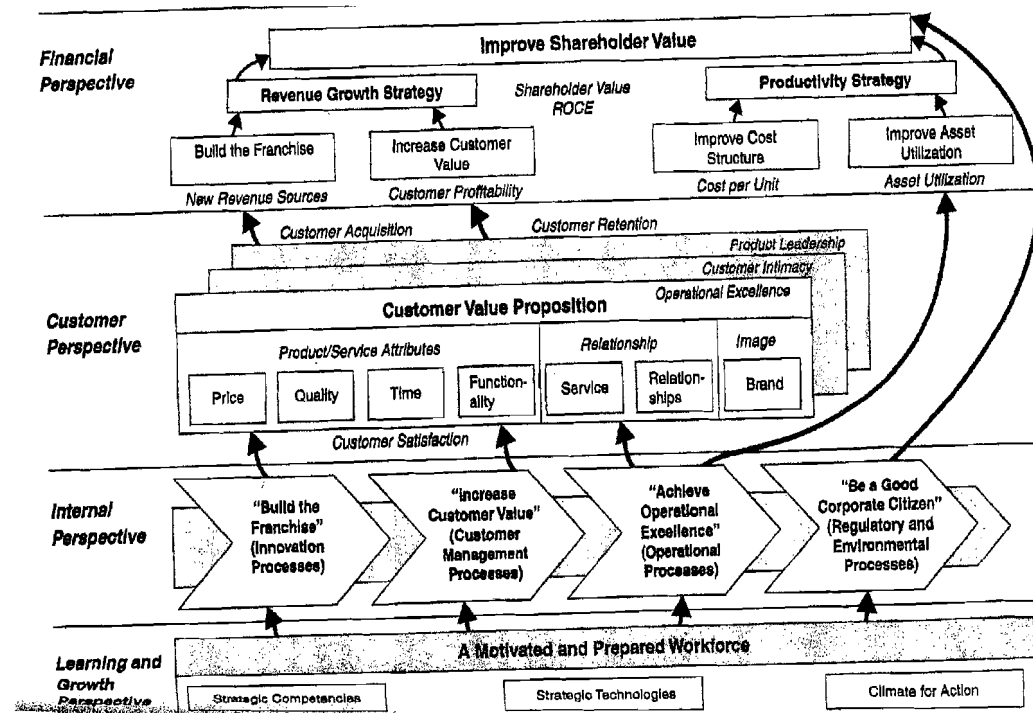 Financial
Perspective
Improve Shareholder Value
Revenue Growth Strategy
Shareholder Value
ROCE
Productivity Strategy
Build the Franchise
Increase Customer
Value
Improve Cost
Structure
Improve Asset
Utilization
New Revenue Sources
Customer Profitability
Cost per Unit
Asset Utilization
Customer Acquisition
Customer Retention
Product Leadership
Customer Intimacy
Operational Excellence
Customer
Perspective
Customer Value Proposition
Product/Service Attributes
Relationship
Image
Price
Quality
Time
Function-
ality
Service
Relation-
ships
Brand
Customer Satisfaction
Internal
Perspective
"Build the
Franchise"
(Innovation
Processes)
"Increase
Customer Value"
(Customer
Management
Processes)
"Achieve
Operational
Excellence"
(Operational
Processes)
"Be a Good
Corporate Citizen"
(Regulatory and
Environmental
Processes)
Learning and
Growth
Perspective
A Motivated and Prepared Workforce
Strategic Competencies
Strategic Technologies
Climate for Action